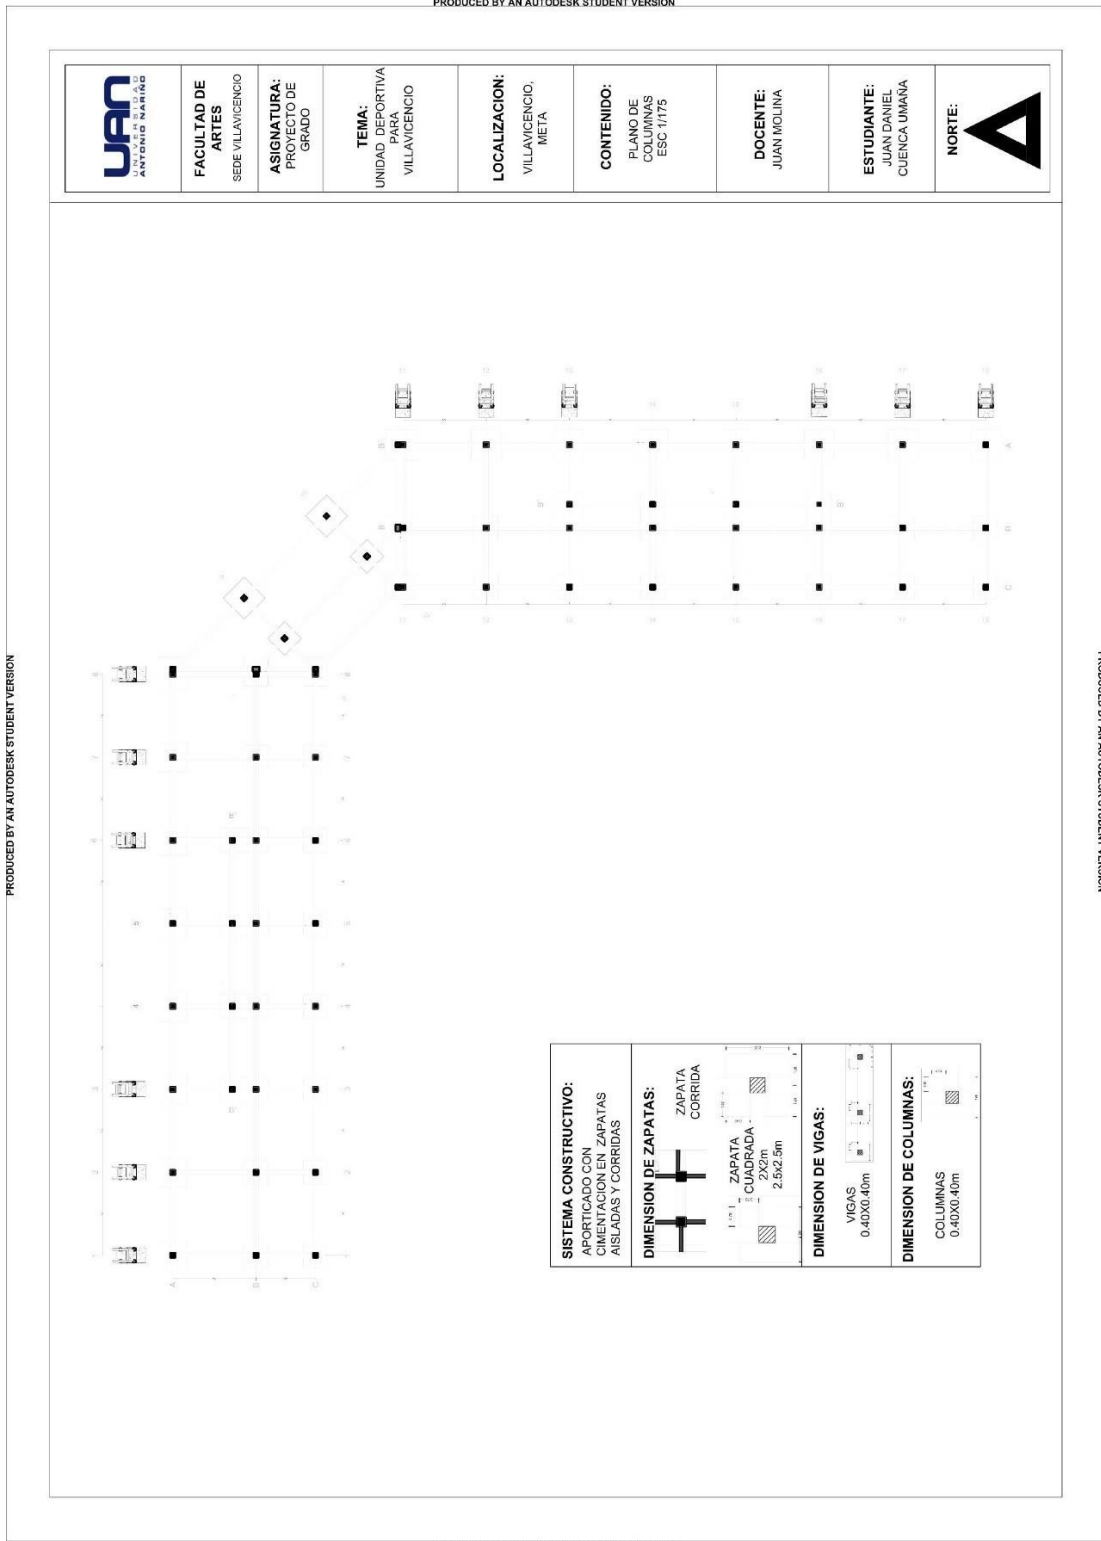 PRODUCED BY AN AUTODESK STUDENT VERSION
UAN
UNIVERSIDAD
ANTONIO NARIÑO
FACULTAD DE
ARTES
SEDE VILLAVICENCIO
ASIGNATURA:
PROYECTO DE
GRADO
TEMA:
UNIDAD DEPORTIVA
PARA
VILLAVICENCIO
LOCALIZACION:
VILLAVICENCIO,
META
CONTENIDO:
PLANO DE
COLUMNAS
ESC 1/175
DOCENTE:
JUAN MOLINA
ESTUDIANTE:
JUAN DANIEL
CUENCA UMAÑA
NORTE:
PRODUCED BY AN AUTODESK STUDENT VERSION
SISTEMA CONSTRUCTIVO:
APORTICADO CON
CIMENTACION EN ZAPATAS
AISLADAS Y CORRIDAS
DIMENSION DE ZAPATAS:
ZAPATA
CORRIDA
ZAPATA
CUADRADA
2X2m
2.5x2.5m
DIMENSION DE VIGAS:
VIGAS
0.40X0.40m
DIMENSION DE COLUMNAS:
COLUMNAS
0.40X0.40m